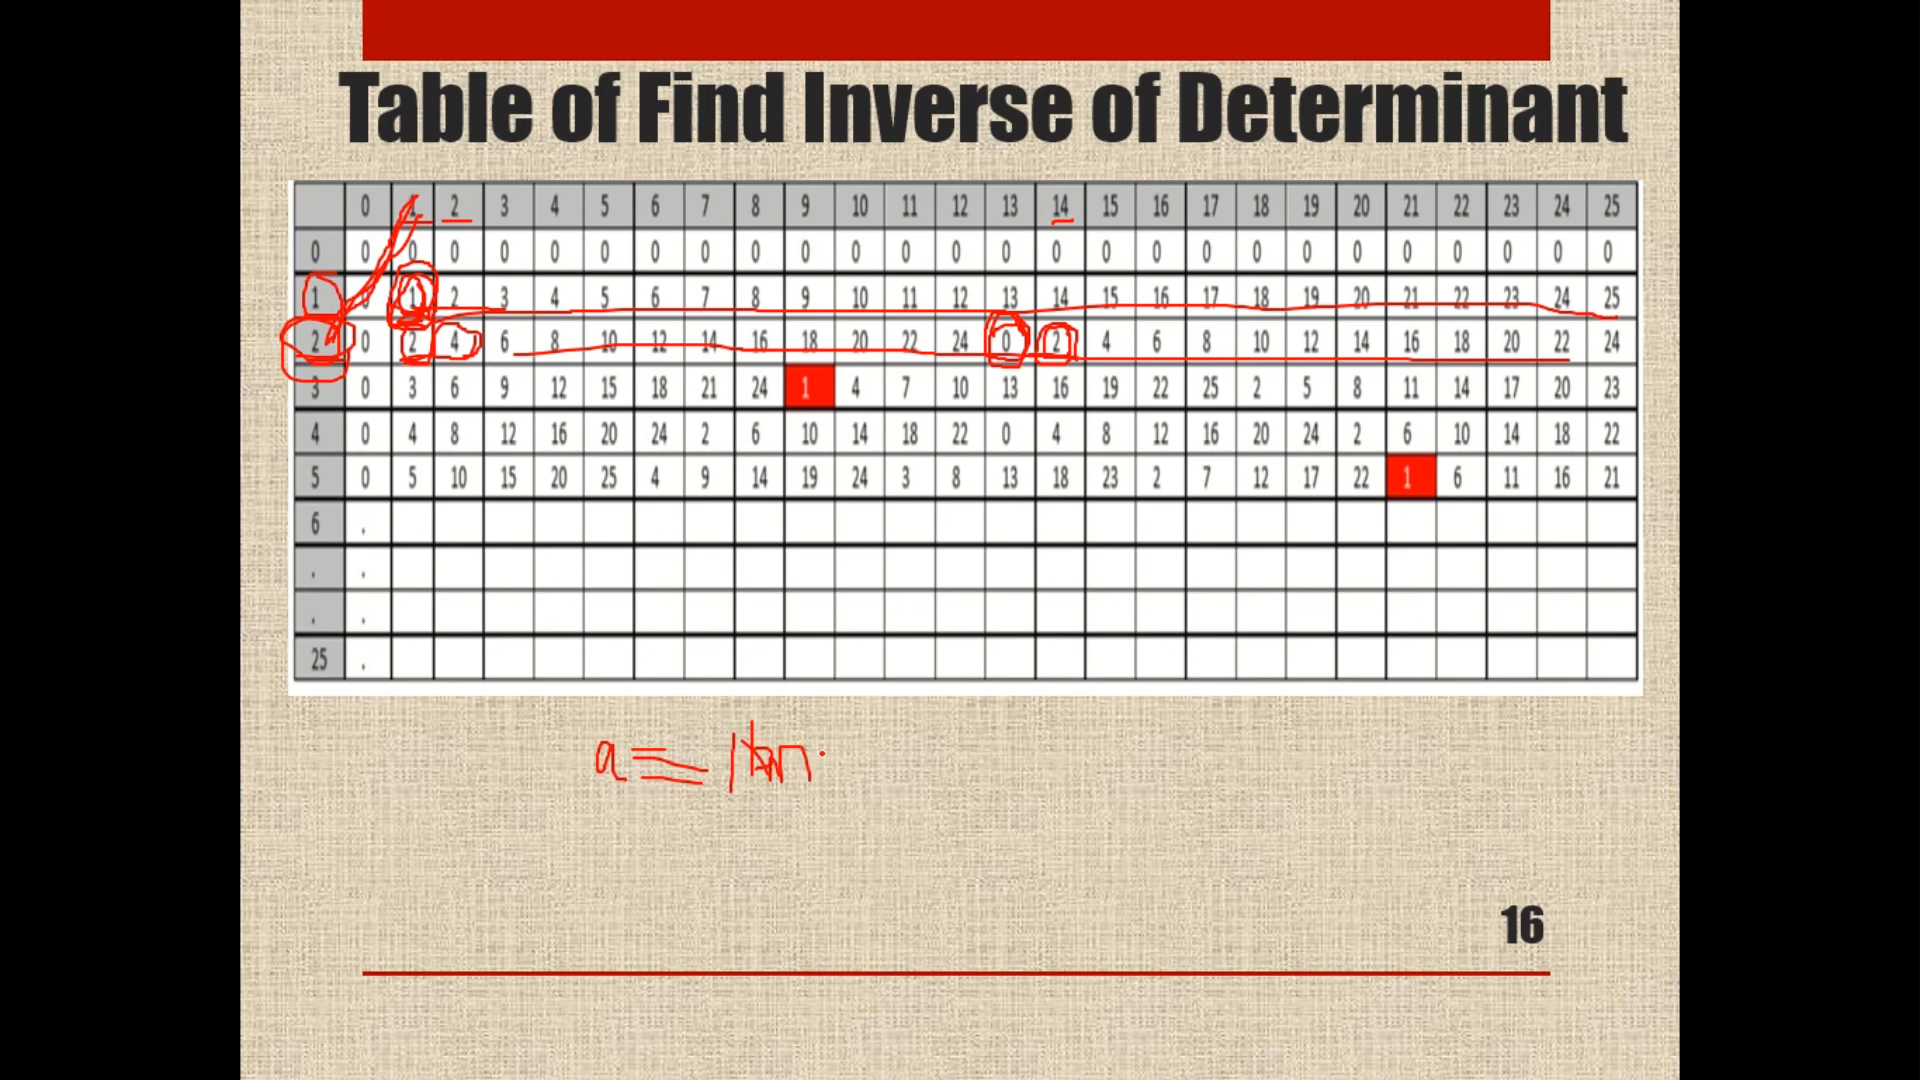 Table of Find Inverse of Determinant
0 1 2 3 4 5 6 7 8 9 10 11 12 13 14 15 16 17 18 19 20 21 22 23 24 25
0 0 0 0 0 0 0 0 0 0 0 0 0 0 0 0 0 0 0 0 0 0 0 0 0 0 0
1 0 1 2 3 4 5 6 7 8 9 10 11 12 13 14 15 16 17 18 19 20 21 22 23 24 25
2 0 2 4 6 8 10 12 14 16 18 20 22 24 0 2 4 6 8 10 12 14 16 18 20 22 24
3 0 3 6 9 12 15 18 21 24 1 4 7 10 13 16 19 22 25 2 5 8 11 14 17 20 23
4 0 4 8 12 16 20 24 2 6 10 14 18 22 0 4 8 12 16 20 24 2 6 10 14 18 22
5 0 5 10 15 20 25 4 9 14 19 24 3 8 13 18 23 2 7 12 17 22 1 6 11 16 21
6 .
. .
. .
25 .
a =
16